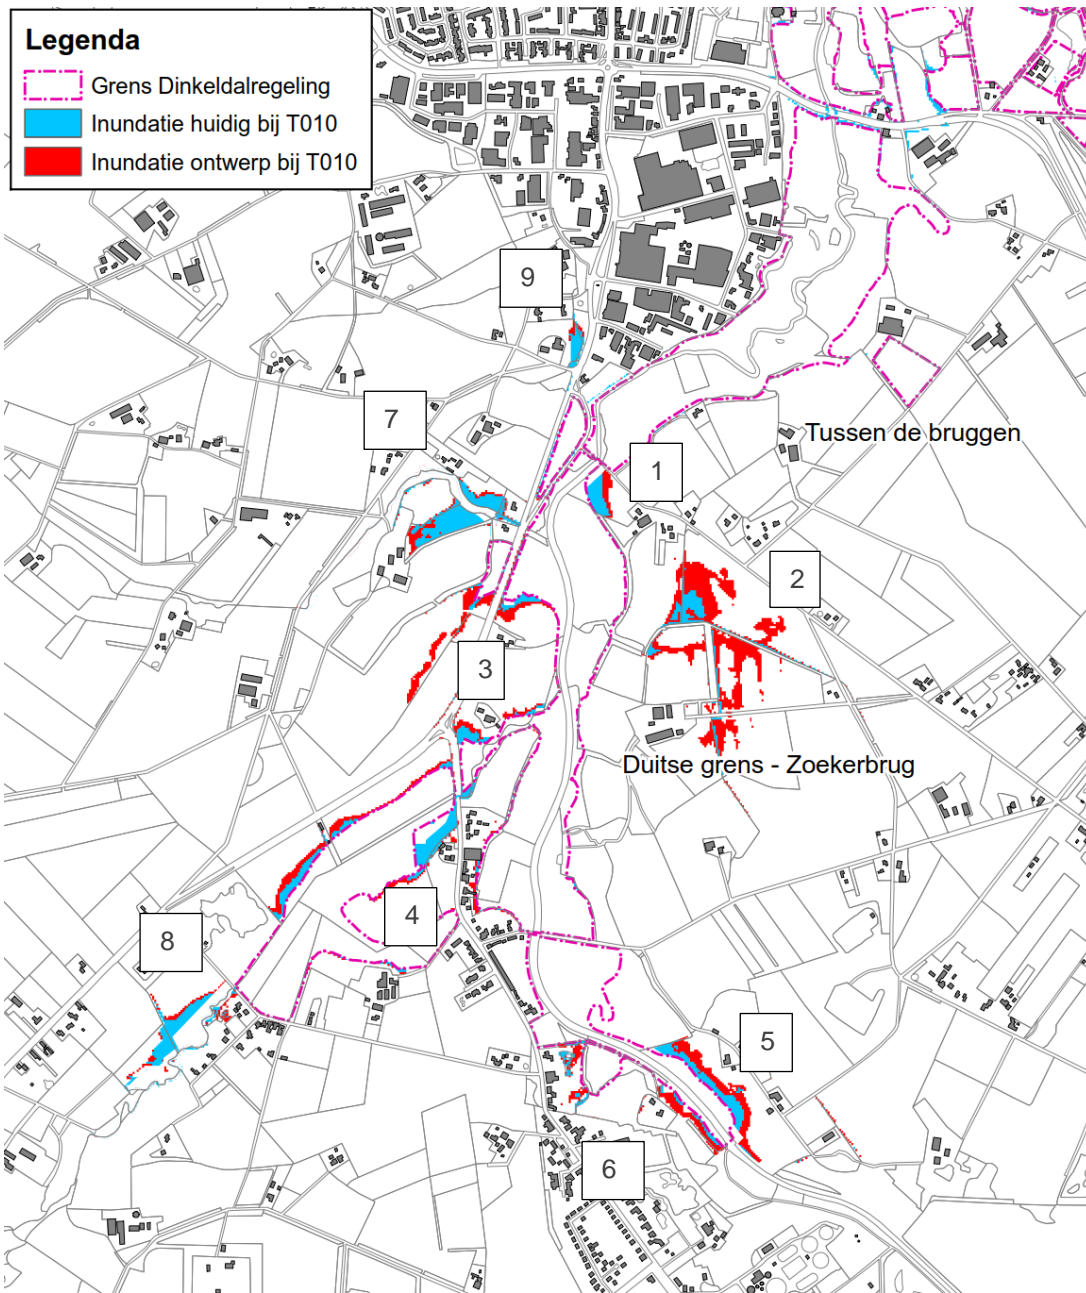 Legenda
Grens Dinkeldalregeling
Inundatie huidig bij T010
Inundatie ontwerp bij T010
9
7
Tussen de bruggen
1
2
3
Duitse grens - Zoekerbrug
4
8
5
6